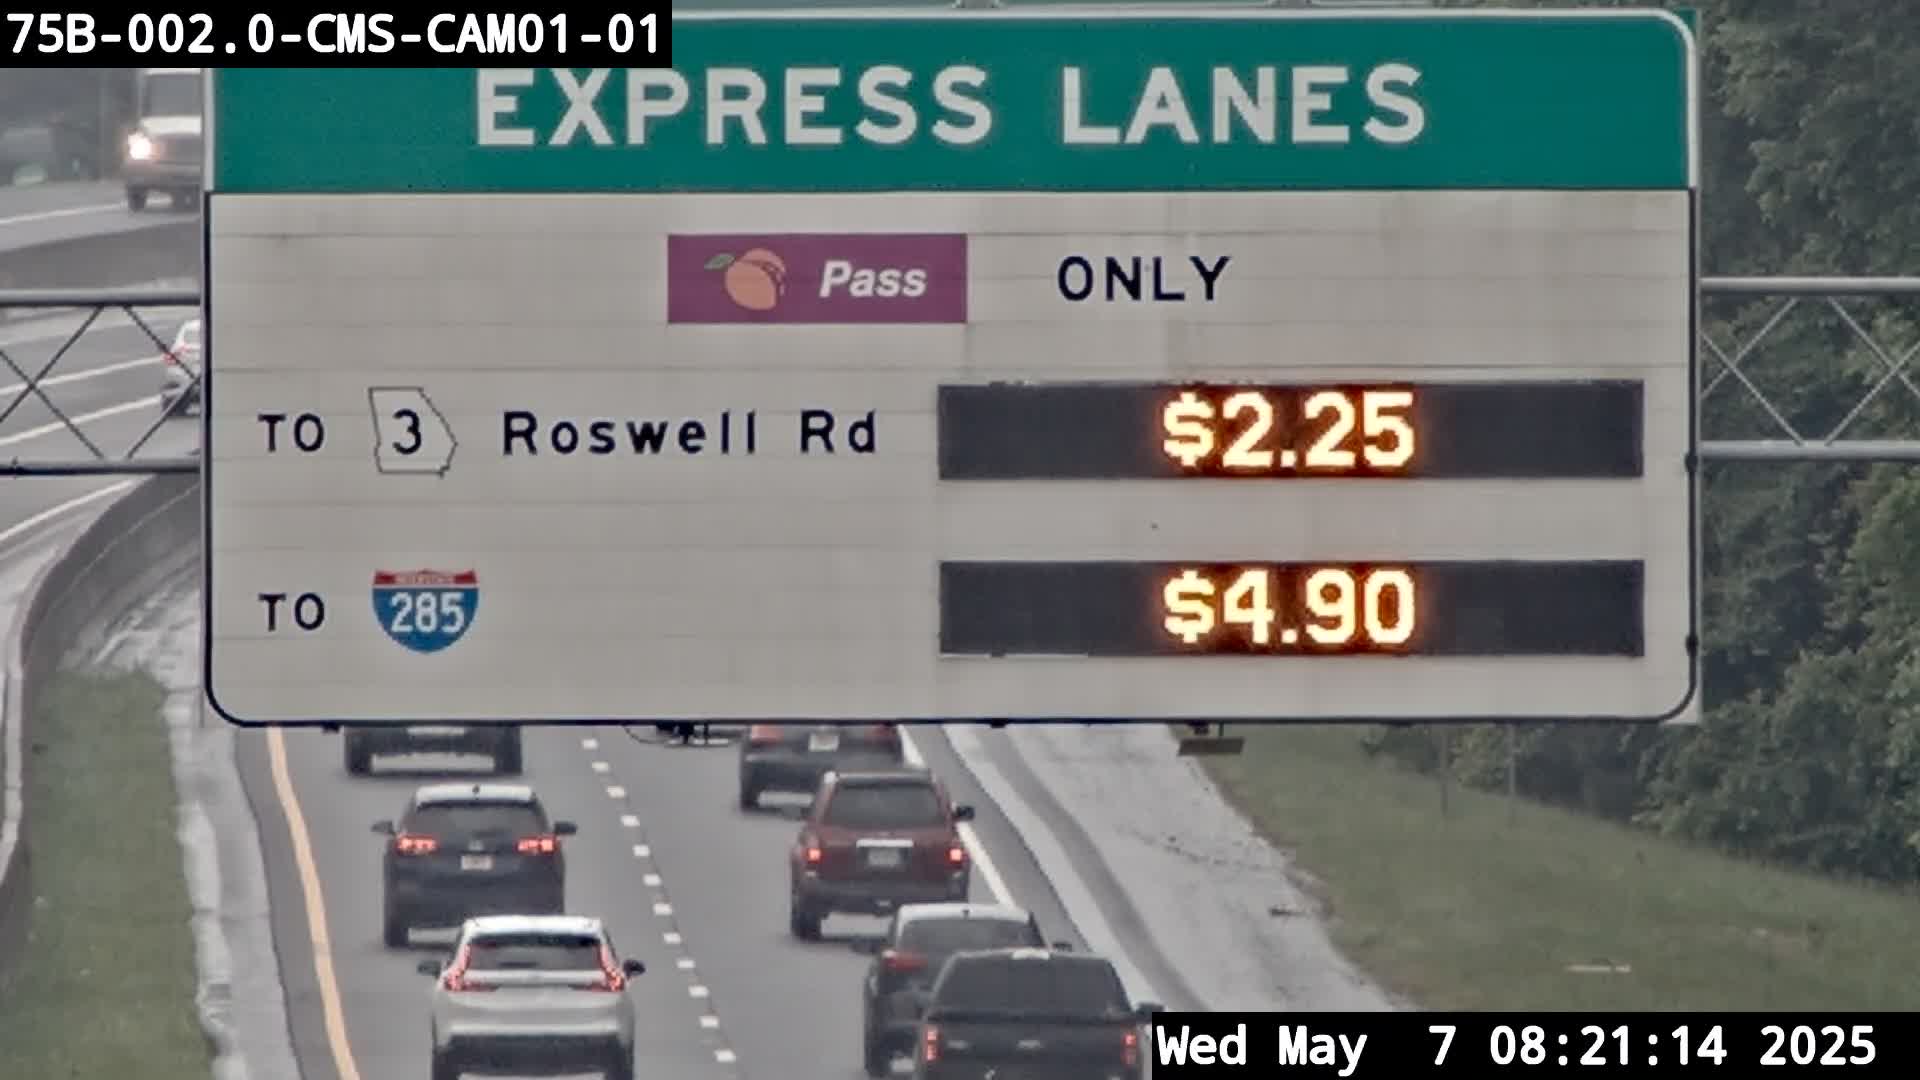 75B-002.0-CMS-CAM01-01
EXPRESS LANES
Pass ONLY
TO 3 Roswell Rd $2.25
TO 285 $4.90
Wed May 7 08:21:14 2025